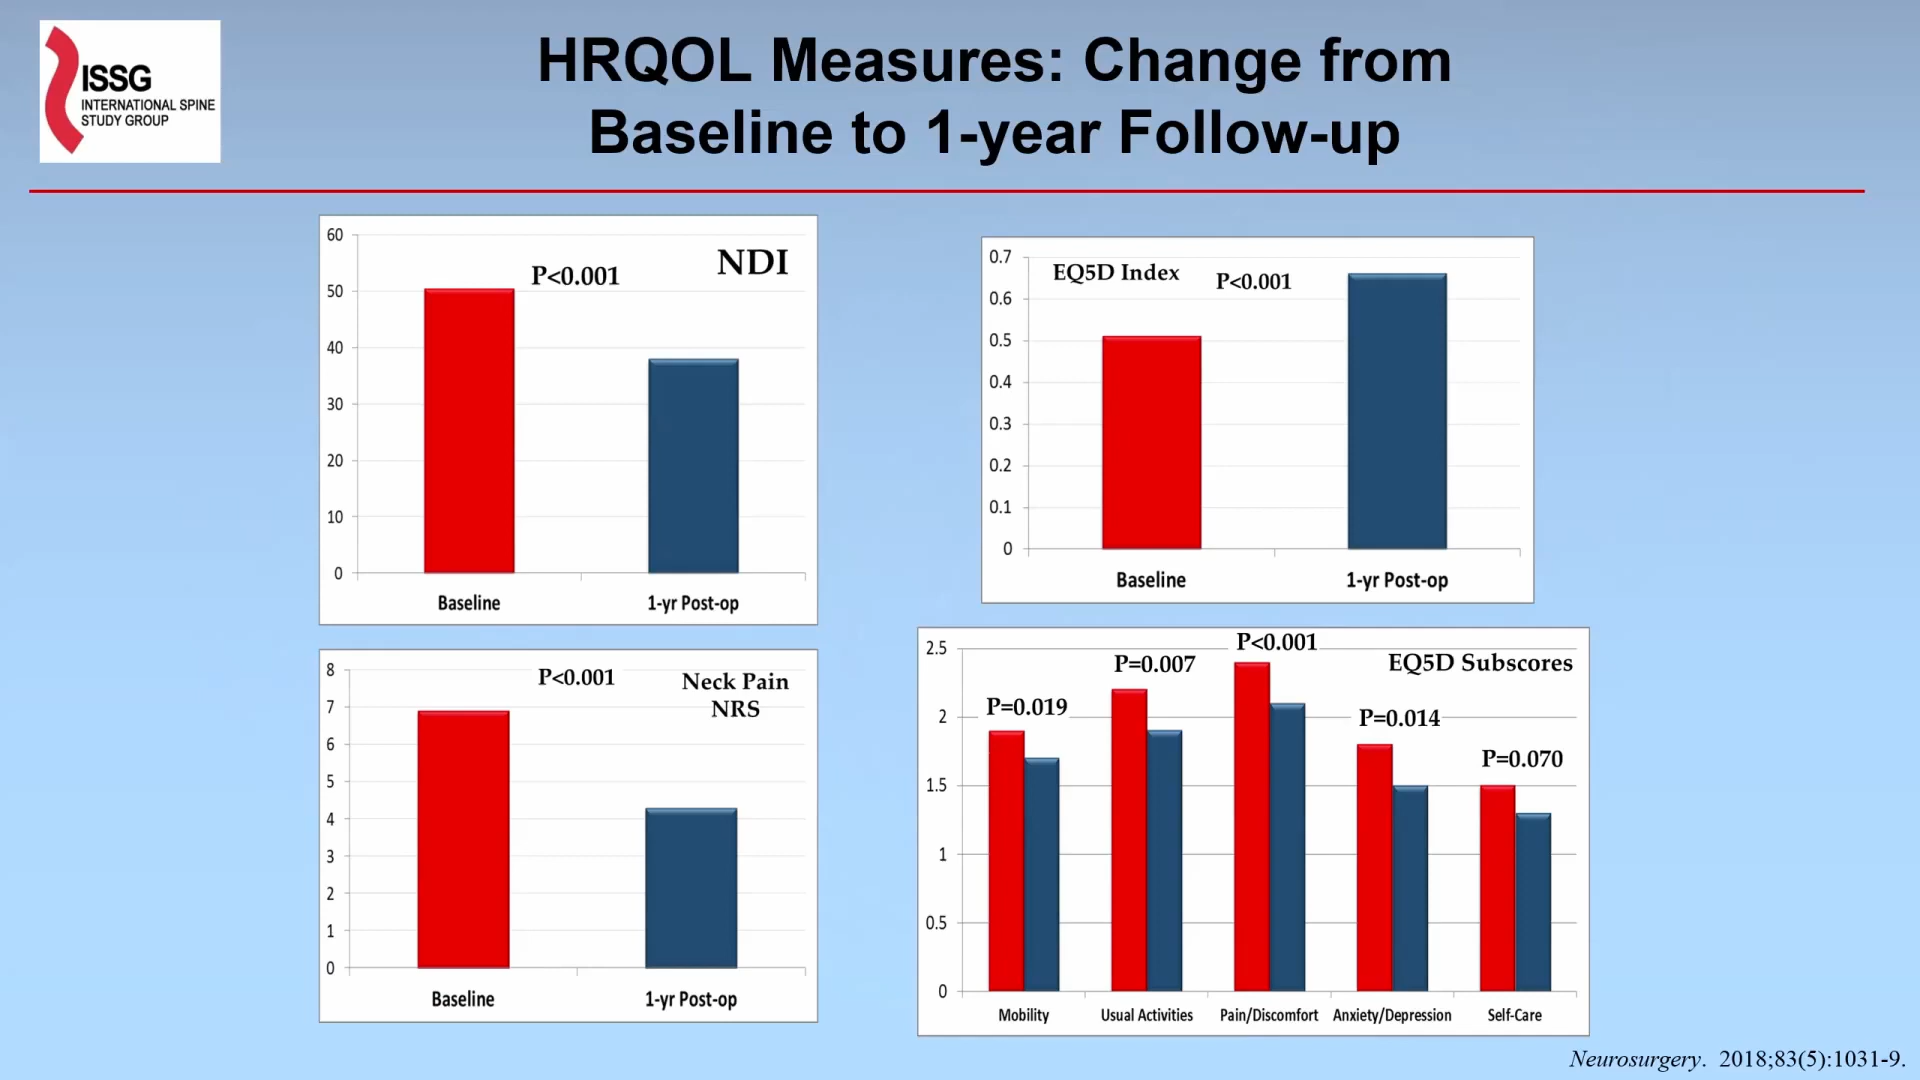 ISSG
INTERNATIONAL SPINE
STUDY GROUP
HRQOL Measures: Change from
Baseline to 1-year Follow-up
NDI
P<0.001
60
50
40
30
20
10
0
Baseline
1-yr Post-op
EQ5D Index
P<0.001
0.7
0.6
0.5
0.4
0.3
0.2
0.1
0
Baseline
1-yr Post-op
P<0.001
Neck Pain
NRS
8
7
6
5
4
3
2
1
0
Baseline
1-yr Post-op
EQ5D Subscores
P=0.019
P=0.007
P<0.001
P=0.014
P=0.070
2.5
2
1.5
1
0.5
0
Mobility
Usual Activities
Pain/Discomfort
Anxiety/Depression
Self-Care
Neurosurgery. 2018;83(5):1031-9.